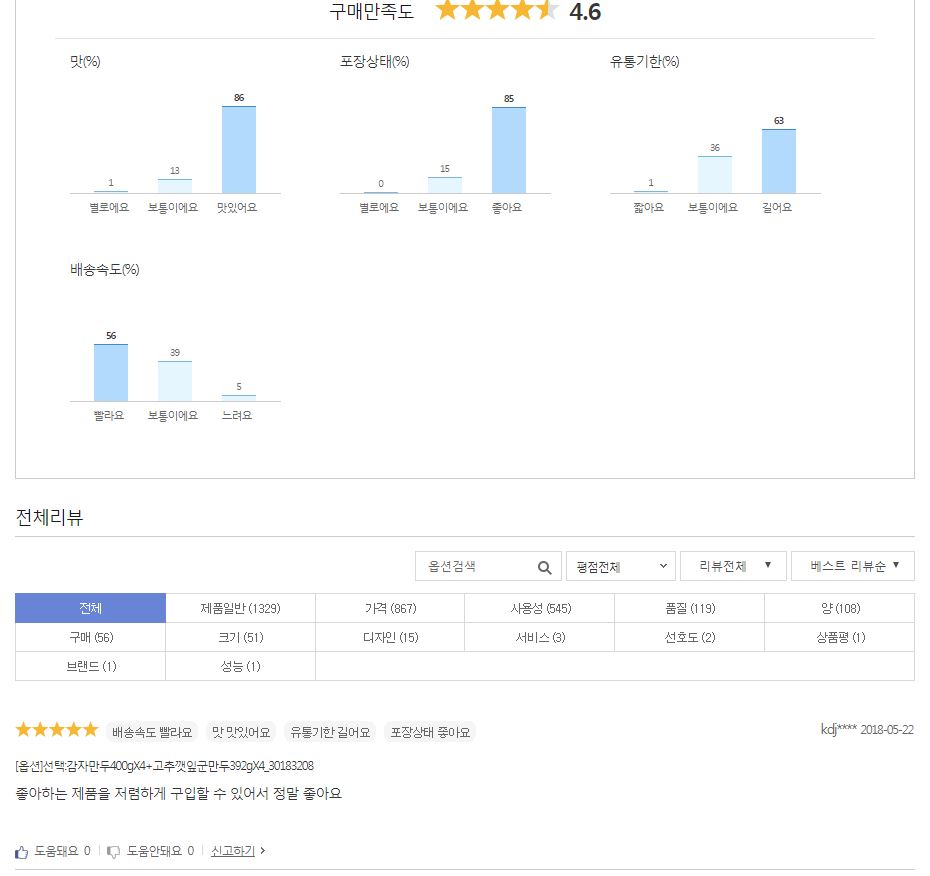 구매만족도 4.6
맛(%) 포장상태(%) 유통기한(%)
1 13 86 0 15 85 1 36 63
별로에요 보통이에요 맛있어요 별로에요 보통이에요 좋아요 짧아요 보통이에요 길어요
배송속도(%)
56 39 5
빨라요 보통이에요 느려요
전체리뷰
옵션검색 평점전체 리뷰전체 ▼ 베스트 리뷰순 ▼
전체 제품일반 (1329) 가격 (867) 사용성 (545) 품질 (119) 양 (108)
구매 (56) 크기 (51) 디자인 (15) 서비스 (3) 선호도 (2) 상품평 (1)
브랜드 (1) 성능 (1)
배송속도 빨라요 맛 맛있어요 유통기한 길어요 포장상태 좋아요 kdj**** 2018-05-22
[옵션]선택:감자만두400gX4+고추깻잎군만두392gX4_30183208
좋아하는 제품을 저렴하게 구입할 수 있어서 정말 좋아요
도움돼요 0 도움안돼요 0 신고하기 >